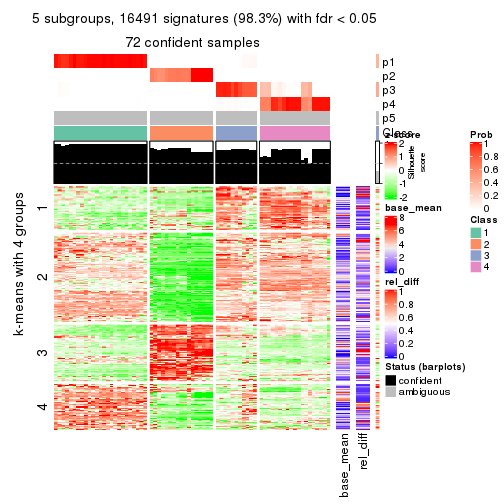 5 subgroups, 16491 signatures (98.3%) with fdr < 0.05
72 confident samples
p1
p2
p3
p4
p5
Class
z-score
2
1
0
-1
-2
Silhouette
score
Prob
1
0.8
0.6
0.4
0.2
0
Class
1
2
3
4
base_mean
8
6
4
2
0
rel_diff
1
0.8
0.6
0.4
0.2
0
Status (barplots)
confident
ambiguous
k-means with 4 groups
1
2
3
4
base_mean
rel_diff